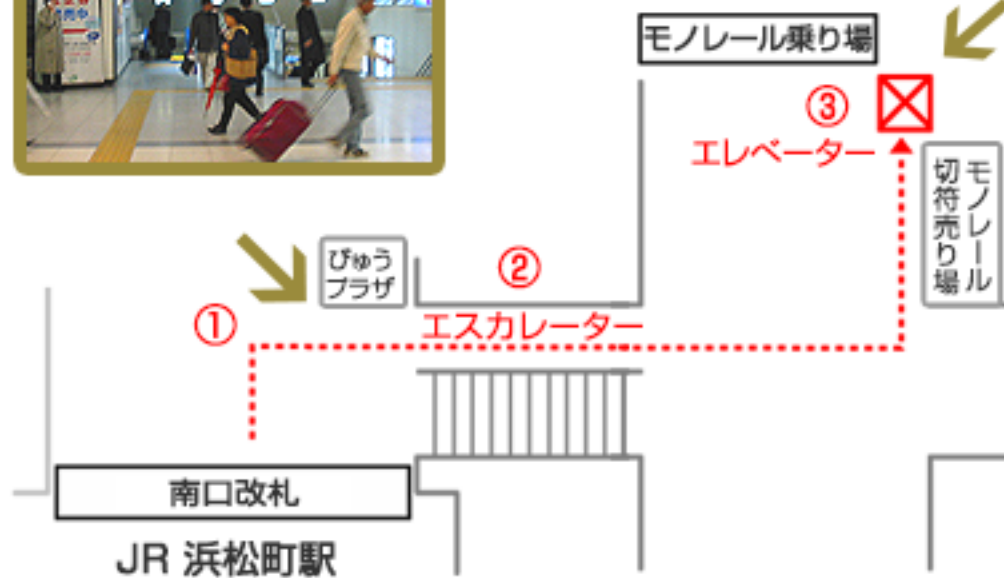 モノレール乗り場
③
エレベーター
モノレール
切符売り場
びゅう
プラザ
②
①
エスカレーター
南口改札
JR 浜松町駅